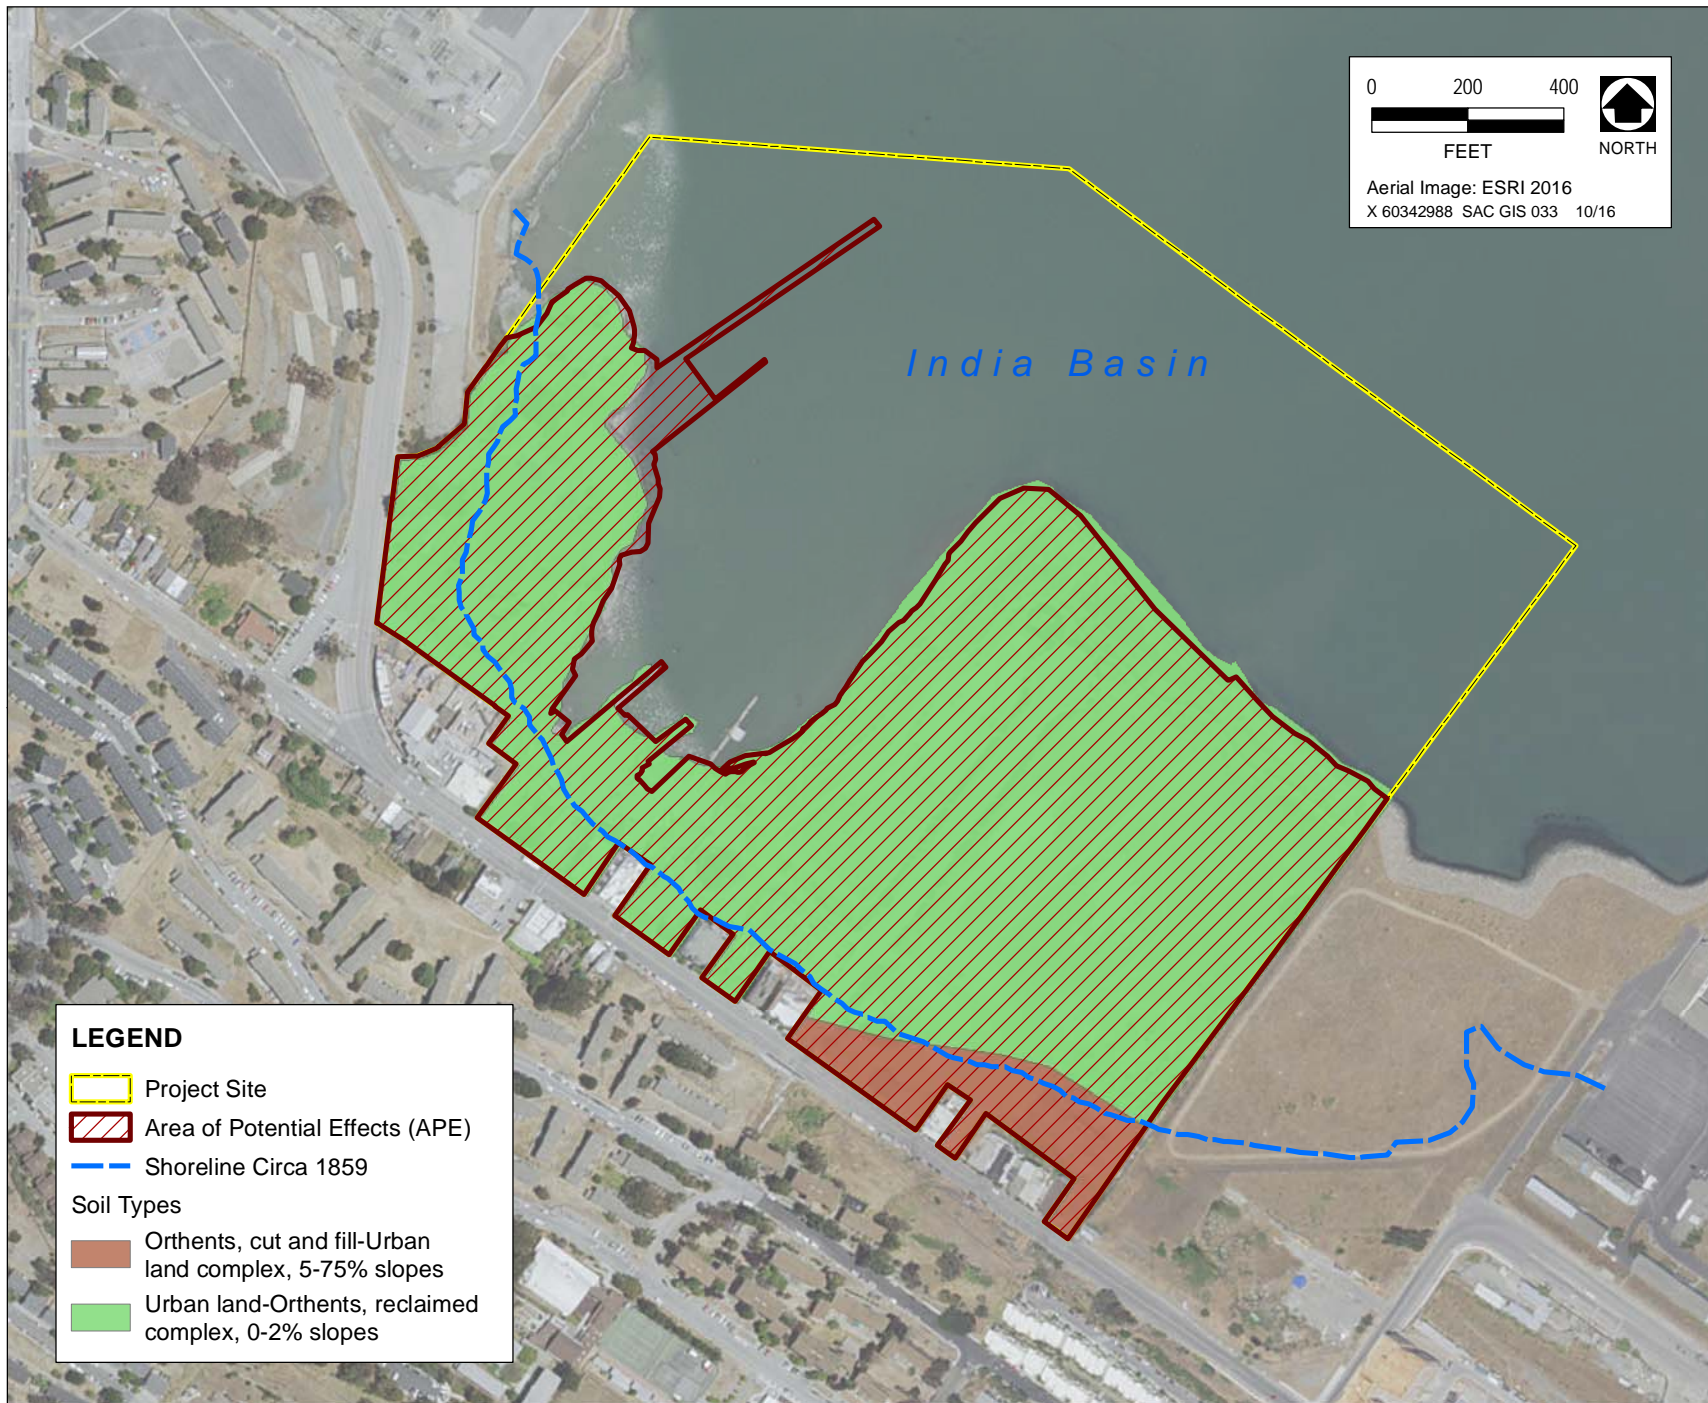 0 200 400
FEET
NORTH
Aerial Image: ESRI 2016
X 60342988 SAC GIS 033 10/16
India Basin
LEGEND
Project Site
Area of Potential Effects (APE)
Shoreline Circa 1859
Soil Types
Orthents, cut and fill-Urban
land complex, 5-75% slopes
Urban land-Orthents, reclaimed
complex, 0-2% slopes